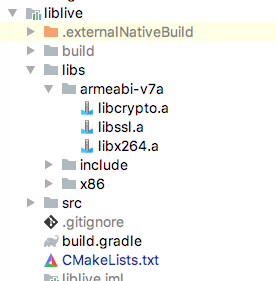 liblive
.externalNativeBuild
build
libs
armeabi-v7a
libcrypto.a
libssl.a
libx264.a
include
x86
src
.gitignore
build.gradle
CMakeLists.txt
liblive.iml